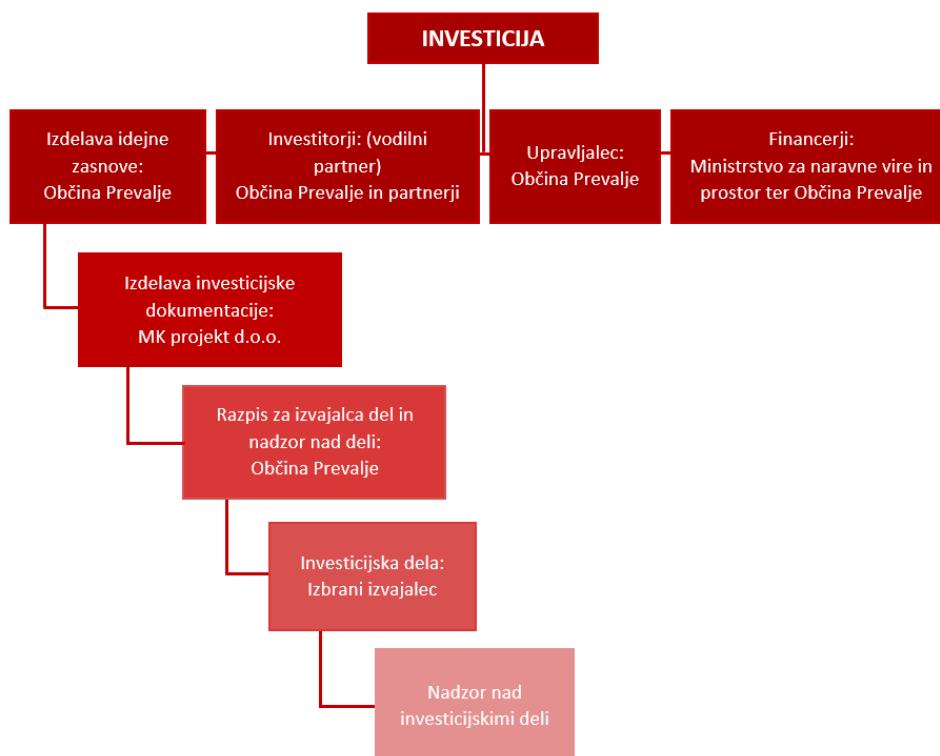 INVESTICIJA
Izdelava idejne
zasnove:
Občina Prevalje
Investitorji: (vodilni
partner)
Občina Prevalje in partnerji
Upravljalec:
Občina Prevalje
Financerji:
Ministrstvo za naravne vire in
prostor ter Občina Prevalje
Izdelava investicijske
dokumentacije:
MK projekt d.o.o.
Razpis za izvajalca del in
nadzor nad deli:
Občina Prevalje
Investicijska dela:
Izbrani izvajalec
Nadzor nad
investicijskimi deli